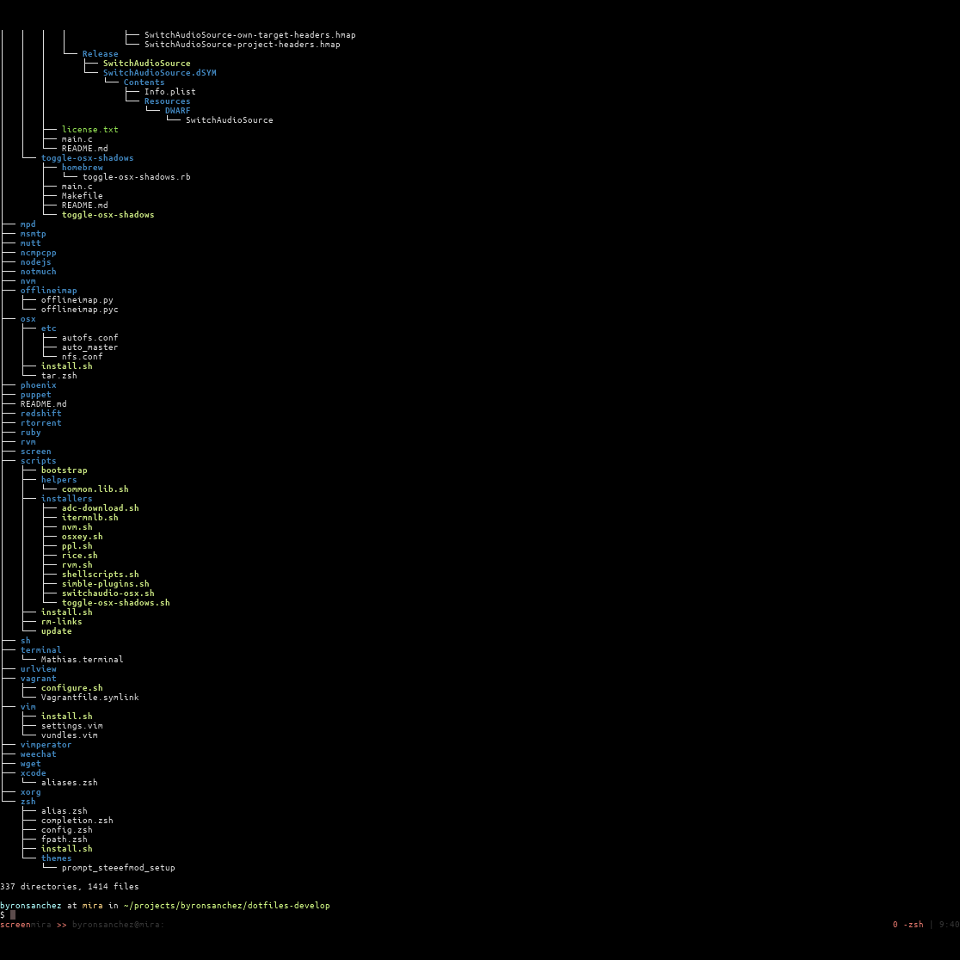 ├── SwitchAudioSource-own-target-headers.hmap
└── SwitchAudioSource-project-headers.hmap
└── Release
├── SwitchAudioSource
└── SwitchAudioSource.dSYM
└── Contents
├── Info.plist
└── Resources
└── DWARF
└── SwitchAudioSource
├── license.txt
├── main.c
└── README.md
└── toggle-osx-shadows
├── homebrew
└── toggle-osx-shadows.rb
├── main.c
├── Makefile
├── README.md
└── toggle-osx-shadows
├── mpd
├── msmtp
├── mutt
├── ncmpcpp
├── nodejs
├── notmuch
├── nvm
├── offlineimap
├── offlineimap.py
└── offlineimap.pyc
├── osx
├── etc
├── autofs.conf
├── auto_master
└── nfs.conf
├── install.sh
└── tar.zsh
├── phoenix
├── puppet
├── README.md
├── redshift
├── rtorrent
├── ruby
├── rvm
├── screen
├── scripts
├── bootstrap
├── helpers
└── common.lib.sh
├── installers
├── adc-download.sh
├── itermnlb.sh
├── nvm.sh
├── osxey.sh
├── ppl.sh
├── rice.sh
├── rvm.sh
├── shellscripts.sh
├── simble-plugins.sh
├── switchaudio-osx.sh
└── toggle-osx-shadows.sh
├── install.sh
├── rm-links
└── update
├── sh
├── terminal
└── Mathias.terminal
├── urlview
├── vagrant
├── configure.sh
└── Vagrantfile.symlink
├── vim
├── install.sh
├── settings.vim
└── vundles.vim
├── vimperator
├── weechat
├── wget
├── xcode
└── aliases.zsh
├── xorg
└── zsh
├── alias.zsh
├── completion.zsh
├── config.zsh
├── fpath.zsh
├── install.sh
└── themes
└── prompt_steeefmod_setup
337 directories, 1414 files
byronsanchez at mira in ~/projects/byronsanchez/dotfiles-develop
$
screenmira >> byronsanchez@mira: 0 -zsh | 9:40